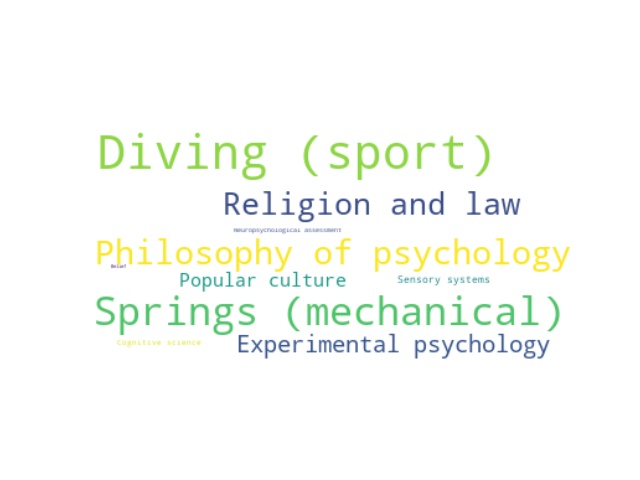 Diving (sport)
Religion and law
Neuropsychological assessment
Philosophy of psychology
Belief
Popular culture
Sensory systems
Springs (mechanical)
Cognitive science
Experimental psychology